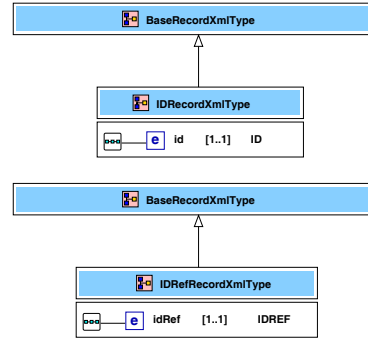 BaseRecordXmlType
IDRecordXmlType
e id [1..1] ID
BaseRecordXmlType
IDRefRecordXmlType
e idRef [1..1] IDREF